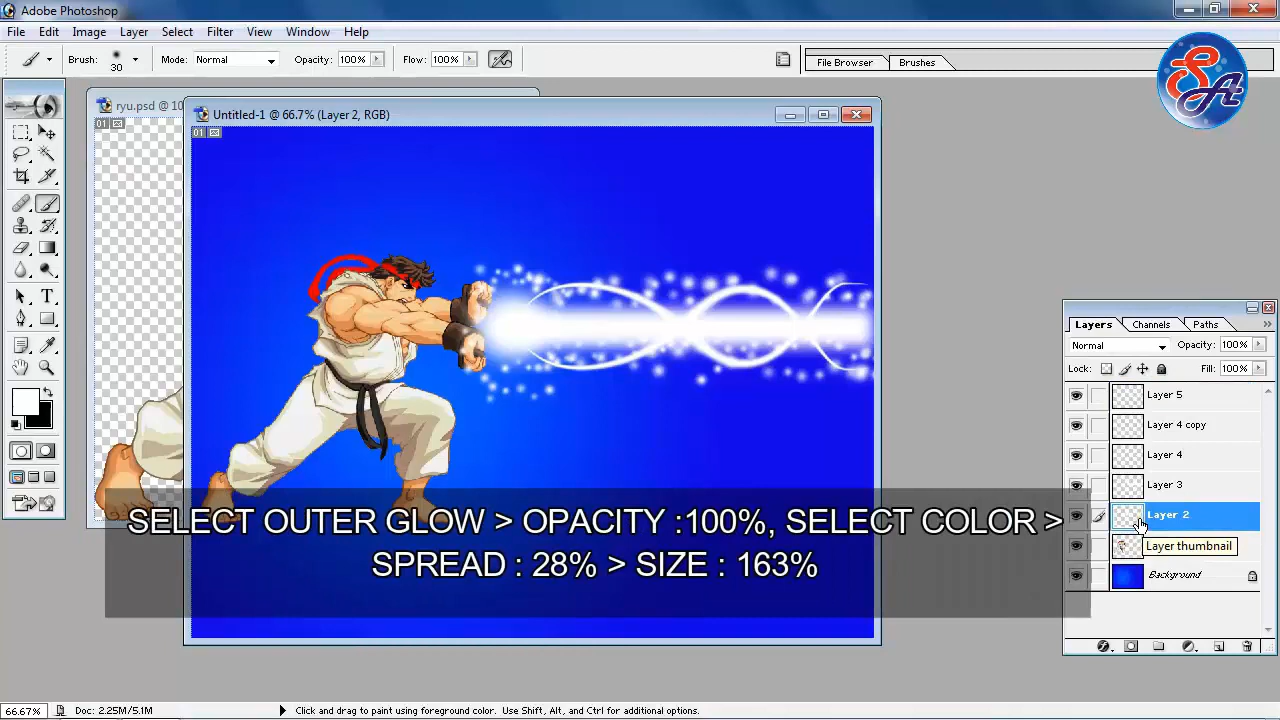 Adobe Photoshop
File Edit Image Layer Select Filter View Window Help
Brush: 30 Mode: Normal Opacity: 100% Flow: 100% File Browser Brushes
SA
ryu.psd @ 10
Untitled-1 @ 66.7% (Layer 2, RGB)
01
01
Layers Channels Paths
Normal Opacity: 100%
Lock: Fill: 100%
Layer 5
Layer 4 copy
Layer 4
Layer 3
Layer 2
Layer thumbnail
Background
SELECT OUTER GLOW > OPACITY :100%, SELECT COLOR >
SPREAD : 28% > SIZE : 163%
66.67% Doc: 2.25M/5.1M Click and drag to paint using foreground color. Use Shift, Alt, and Ctrl for additional options.